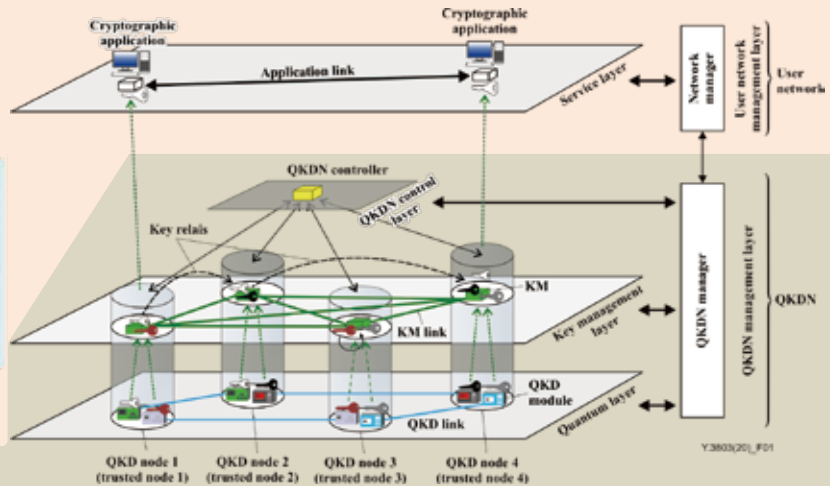 Cryptographic
application
Cryptographic
application
Application link
Service layer
Network
manager
User network
management layer
User
network
QKDN controller
QKDN control
layer
Key relais
KM
KM link
Key management
layer
QKDN manager
QKDN management layer
QKDN
QKD
module
QKD link
Quantum layer
QKD node 1
(trusted node 1)
QKD node 2
(trusted node 2)
QKD node 3
(trusted node 3)
QKD node 4
(trusted node 4)
Y.3803(20)_F01